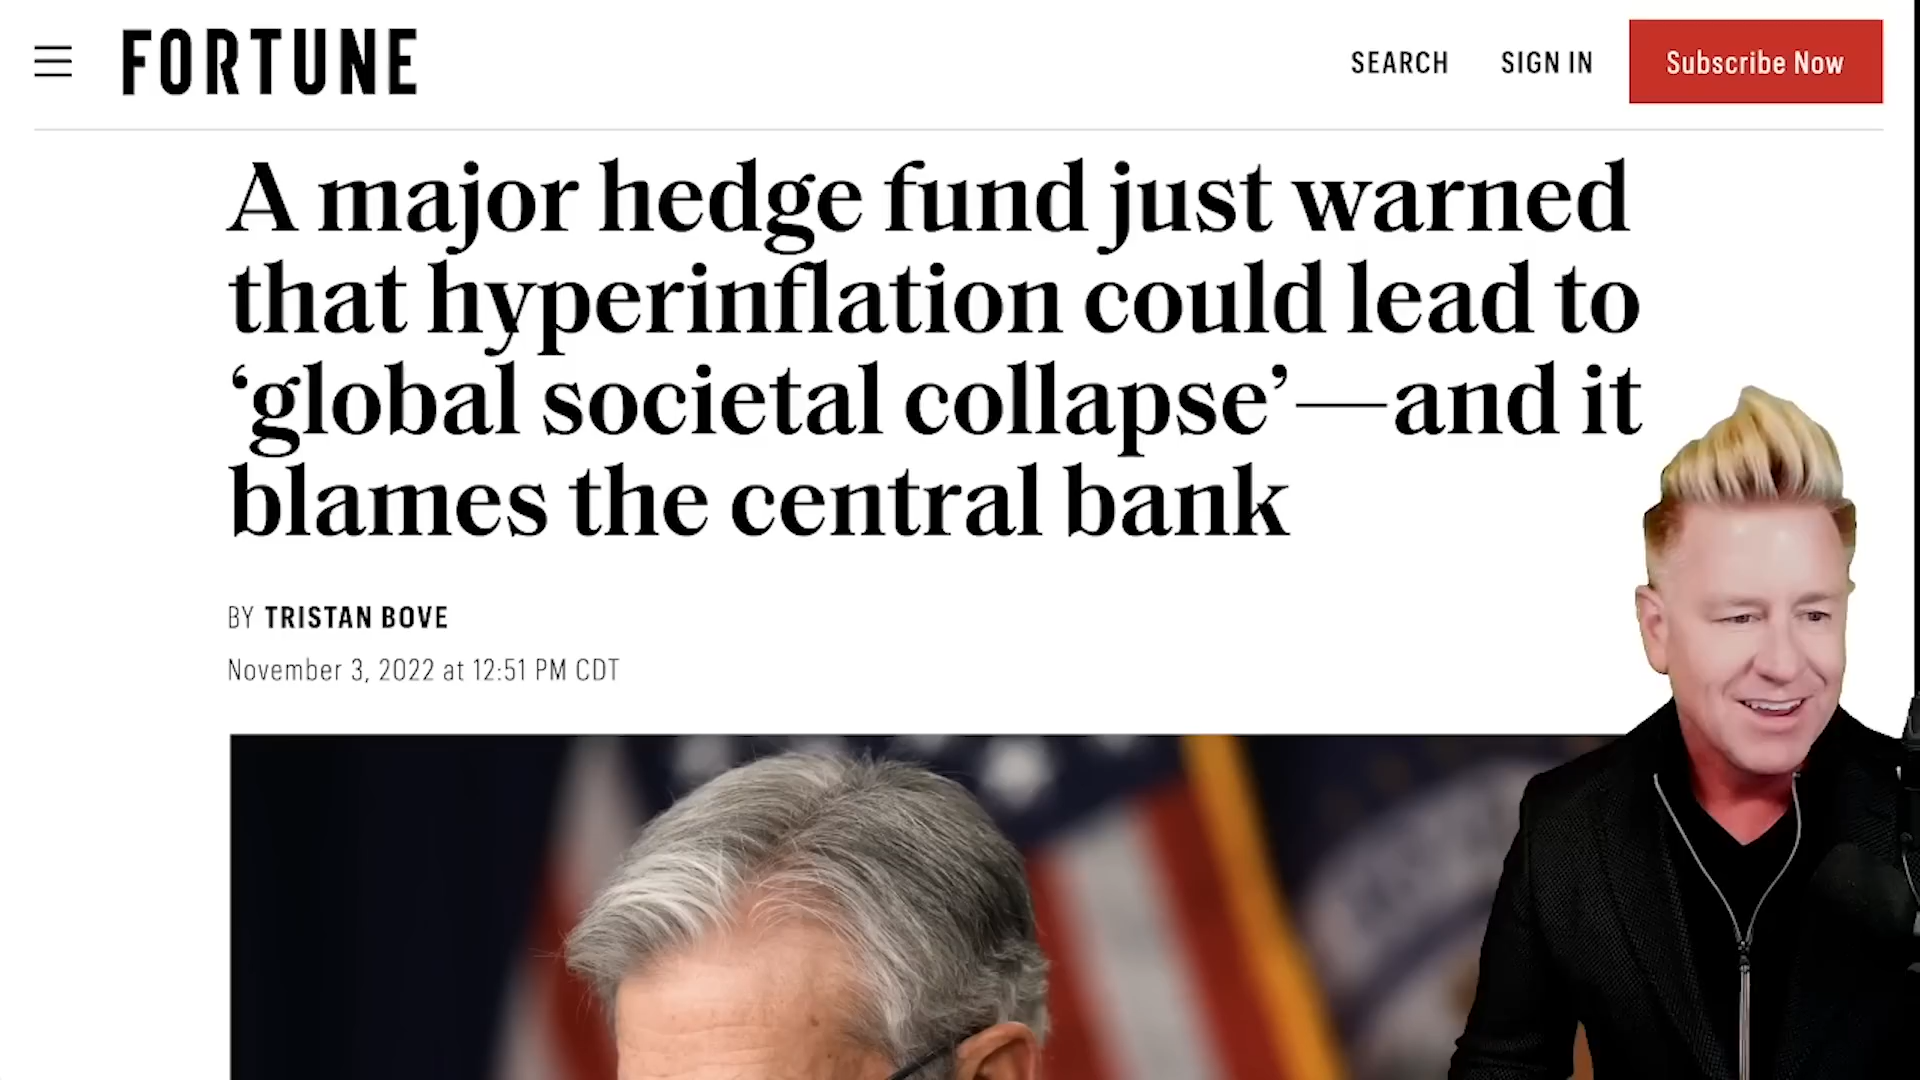 FORTUNE
SEARCH
SIGN IN
Subscribe Now
A major hedge fund just warned
that hyperinflation could lead to
‘global societal collapse’—and it
blames the central bank
BY TRISTAN BOVE
November 3, 2022 at 12:51 PM CDT